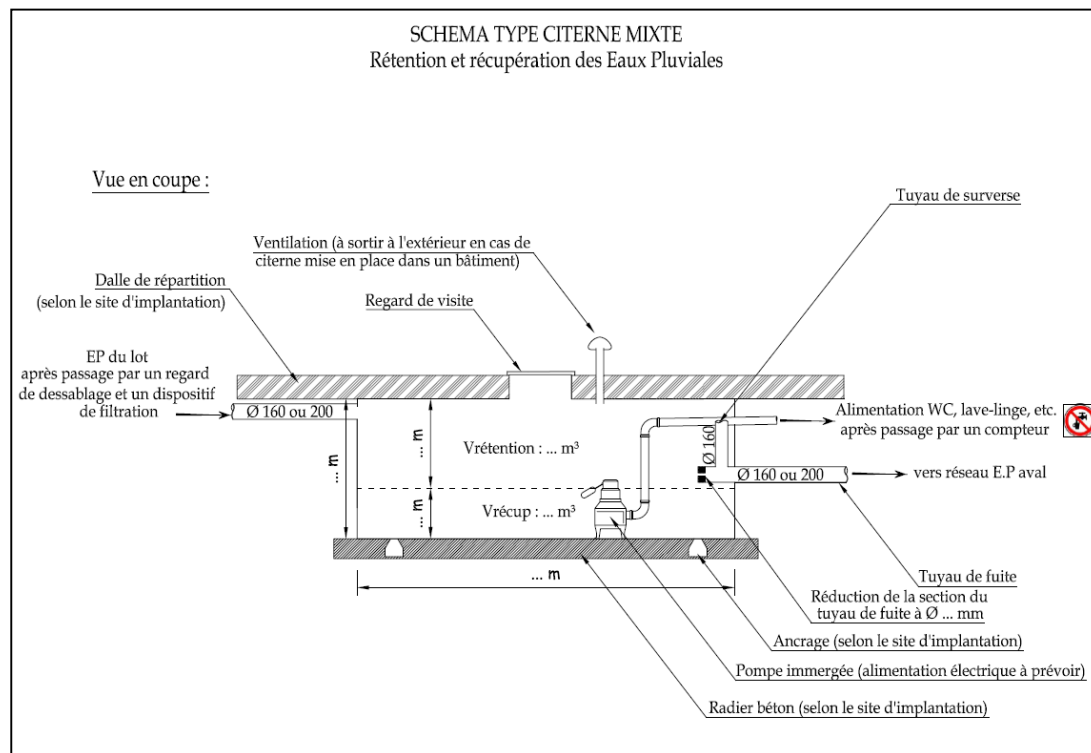 SCHEMA TYPE CITERNE MIXTE
Rétention et récupération des Eaux Pluviales
Vue en coupe :
Tuyau de surverse
Ventilation (à sortir à l'extérieur en cas de
citerne mise en place dans un bâtiment)
Dalle de répartition
(selon le site d'implantation)
Regard de visite
EP du lot
après passage par un regard
de dessablage et un dispositif
de filtration
Ø 160 ou 200
Alimentation WC, lave-linge, etc.
après passage par un compteur
... m
... m
Vrétention : ... m³
Ø 160
Ø 160 ou 200
vers réseau E.P aval
... m
Vrécup : ... m³
... m
Tuyau de fuite
Réduction de la section du
tuyau de fuite à Ø ... mm
Ancrage (selon le site d'implantation)
Pompe immergée (alimentation électrique à prévoir)
Radier béton (selon le site d'implantation)